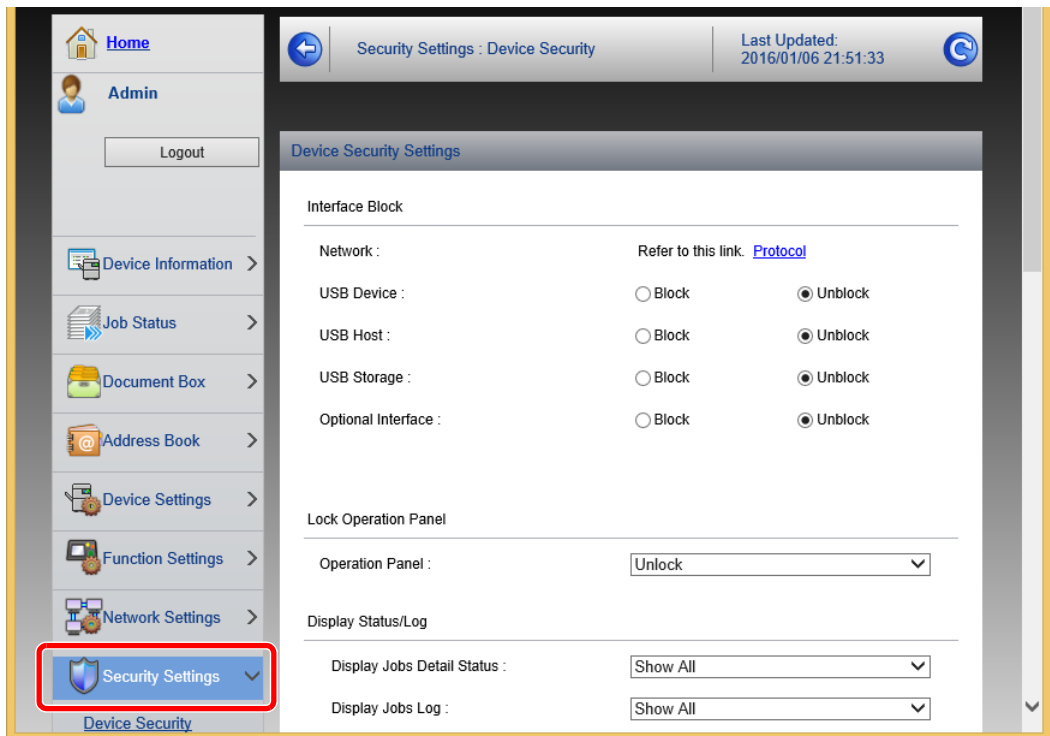 Home
Admin
Logout
Device Information
Job Status
Document Box
Address Book
Device Settings
Function Settings
Network Settings
Security Settings
Device Security
Security Settings : Device Security
Last Updated:
2016/01/06 21:51:33
Device Security Settings
Interface Block
Network : Refer to this link. Protocol
USB Device : Block Unblock
USB Host : Block Unblock
USB Storage : Block Unblock
Optional Interface : Block Unblock
Lock Operation Panel
Operation Panel : Unlock
Display Status/Log
Display Jobs Detail Status : Show All
Display Jobs Log : Show All